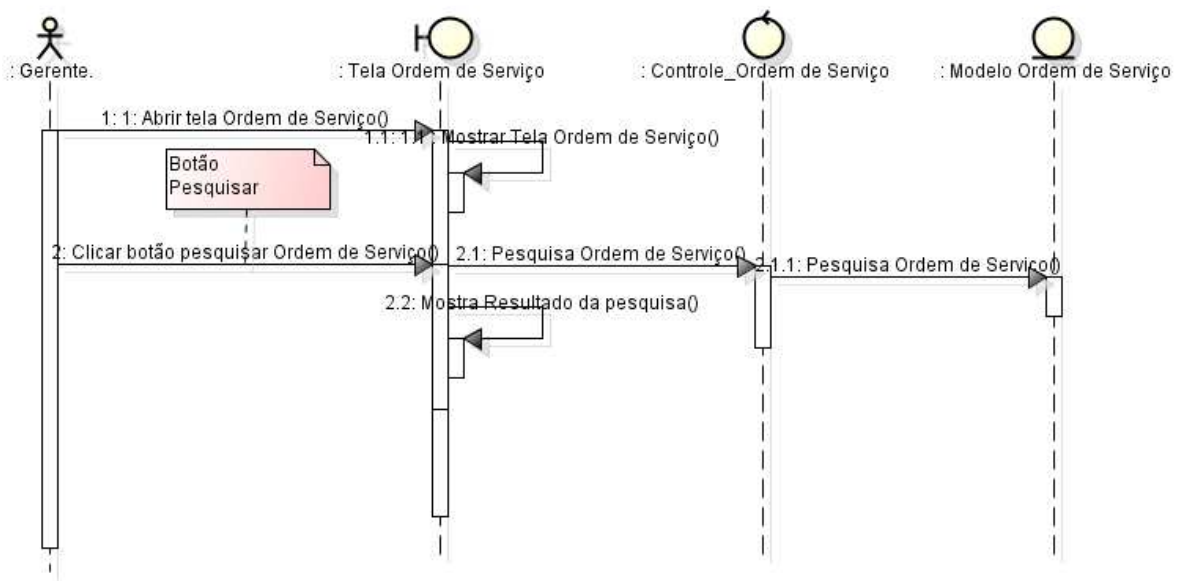 : Gerente.
: Tela Ordem de Serviço
: Controle_Ordem de Serviço
: Modelo Ordem de Serviço
1: 1: Abrir tela Ordem de Serviço()
1.1: 1.1: Mostrar Tela Ordem de Serviço()
Botão
Pesquisar
2: Clicar botão pesquisar Ordem de Serviço()
2.1: Pesquisa Ordem de Serviço()
2.1.1: Pesquisa Ordem de Serviço()
2.2: Mostra Resultado da pesquisa()